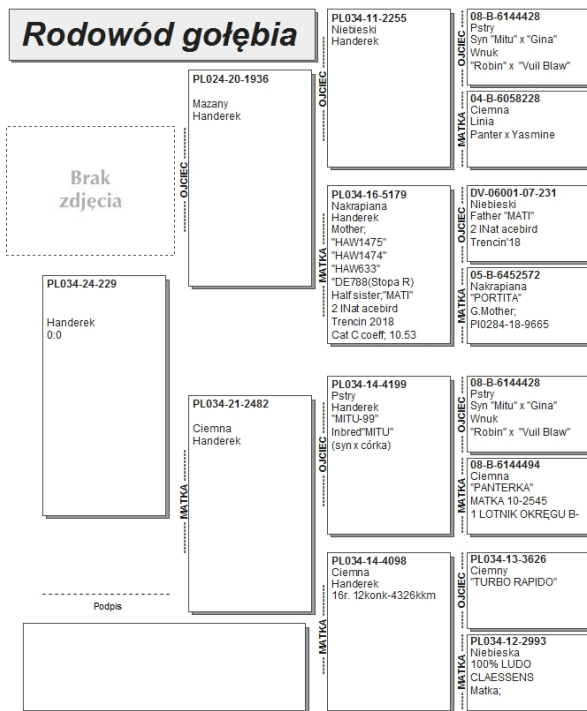 Rodowód gołębia
Brak
zdjęcia
PL034-24-229
Handerek
0:0
Podpis
OJCIEC
PL024-20-1936
Mazany
Handerek
MATKA
PL034-21-2482
Ciemna
Handerek
OJCIEC
PL034-11-2255
Niebieski
Handerek
MATKA
PL034-16-5179
Nakrapiana
Handerek
Mother;
"HAW1475"
"HAW1474"
"HAW633"
"DE788(Stopa R)
Half sister;"MATI"
2 INat acebird
Trencin 2018
Cat C coeff; 10.53
OJCIEC
PL034-14-4199
Pstry
Handerek
"MITU-99"
Inbred"MITU"
(syn x córka)
MATKA
PL034-14-4098
Ciemna
Handerek
16r. 12konk-4326kkm
OJCIEC
08-B-6144428
Pstry
Syn "Mitu" x "Gina"
Wnuk
"Robin" x "Vuil Blaw"
MATKA
04-B-6058228
Ciemna
Linia
Panter x Yasmine
OJCIEC
DV-06001-07-231
Niebieski
Father "MATI"
2 INat acebird
Trencin'18
MATKA
05-B-6452572
Nakrapiana
"PORTITA"
G.Mother;
Pl0284-18-9665
OJCIEC
08-B-6144428
Pstry
Syn "Mitu" x "Gina"
Wnuk
"Robin" x "Vuil Blaw"
MATKA
08-B-6144494
Ciemna
"PANTERKA"
MATKA 10-2545
1 LOTNIK OKRĘGU B-
OJCIEC
PL034-13-3626
Ciemny
"TURBO RAPIDO"
MATKA
PL034-12-2993
Niebieska
100% LUDO
CLAESSENS
Matka;